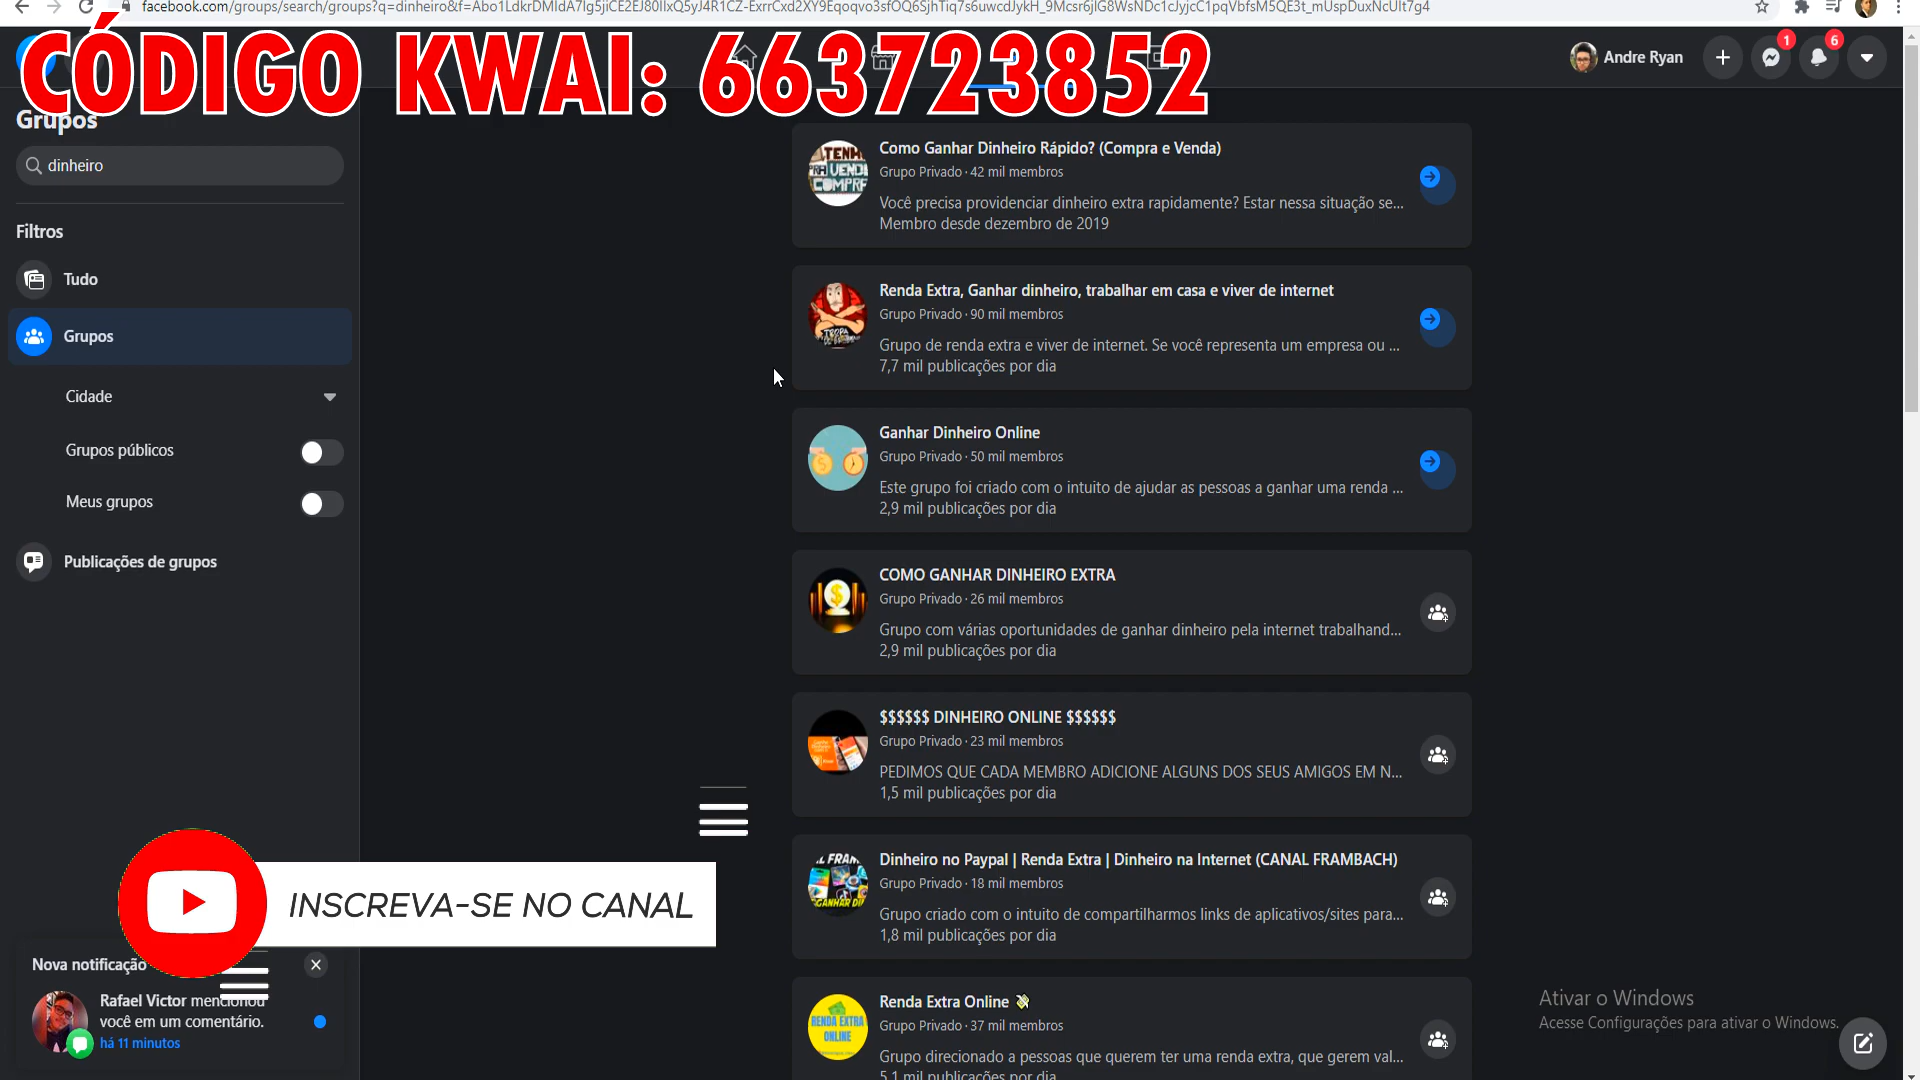 facebook.com/groups/search/groups?q=dinheiro&f=
CÓDIGO KWAI: 663723852
Andre Ryan
1
6
Grupos
dinheiro
Filtros
Tudo
Grupos
Cidade
Grupos públicos
Meus grupos
Publicações de grupos
Como Ganhar Dinheiro Rápido? (Compra e Venda)
Grupo Privado · 42 mil membros
Você precisa providenciar dinheiro extra rapidamente? Estar nessa situação se...
Membro desde dezembro de 2019
Renda Extra, Ganhar dinheiro, trabalhar em casa e viver de internet
Grupo Privado · 90 mil membros
Grupo de renda extra e viver de internet. Se você representa um empresa ou ...
7,7 mil publicações por dia
Ganhar Dinheiro Online
Grupo Privado · 50 mil membros
Este grupo foi criado com o intuito de ajudar as pessoas a ganhar uma renda ...
2,9 mil publicações por dia
COMO GANHAR DINHEIRO EXTRA
Grupo Privado · 26 mil membros
Grupo com várias oportunidades de ganhar dinheiro pela internet trabalhand...
2,9 mil publicações por dia
$$$$$$ DINHEIRO ONLINE $$$$$$
Grupo Privado · 23 mil membros
PEDIMOS QUE CADA MEMBRO ADICIONE ALGUNS DOS SEUS AMIGOS EM N...
1,5 mil publicações por dia
Dinheiro no Paypal | Renda Extra | Dinheiro na Internet (CANAL FRAMBACH)
Grupo Privado · 18 mil membros
Grupo criado com o intuito de compartilharmos links de aplicativos/sites para...
1,8 mil publicações por dia
RENDA EXTRA
ONLINE
Renda Extra Online 💸
Grupo Privado · 37 mil membros
Grupo direcionado a pessoas que querem ter uma renda extra, que gerem val...
5,1 mil publicações por dia
INSCREVA-SE NO CANAL
Nova notificação
Rafael Victor mencionou
você em um comentário.
há 11 minutos
Ativar o Windows
Acesse Configurações para ativar o Windows.